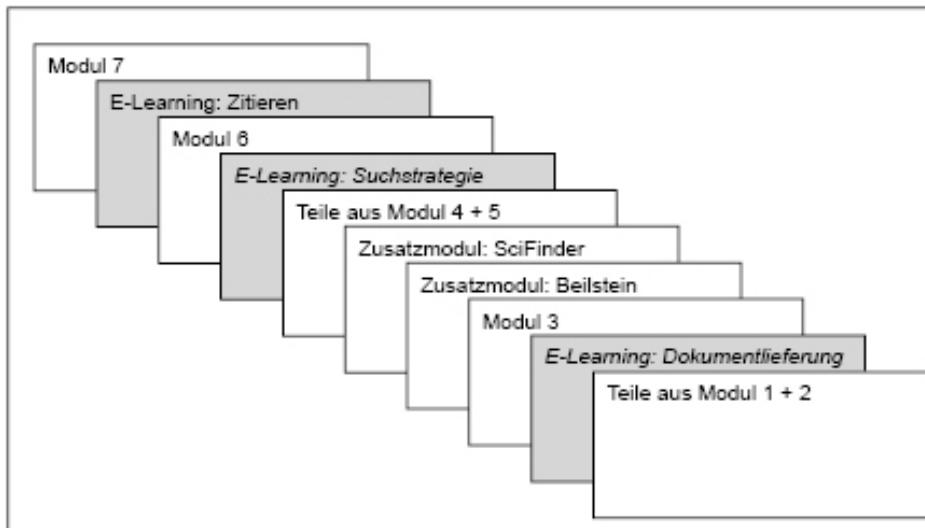 Modul 7
E-Learning: Zitieren
Modul 6
E-Learning: Suchstrategie
Teile aus Modul 4 + 5
Zusatzmodul: SciFinder
Zusatzmodul: Beilstein
Modul 3
E-Learning: Dokumentlieferung
Teile aus Modul 1 + 2